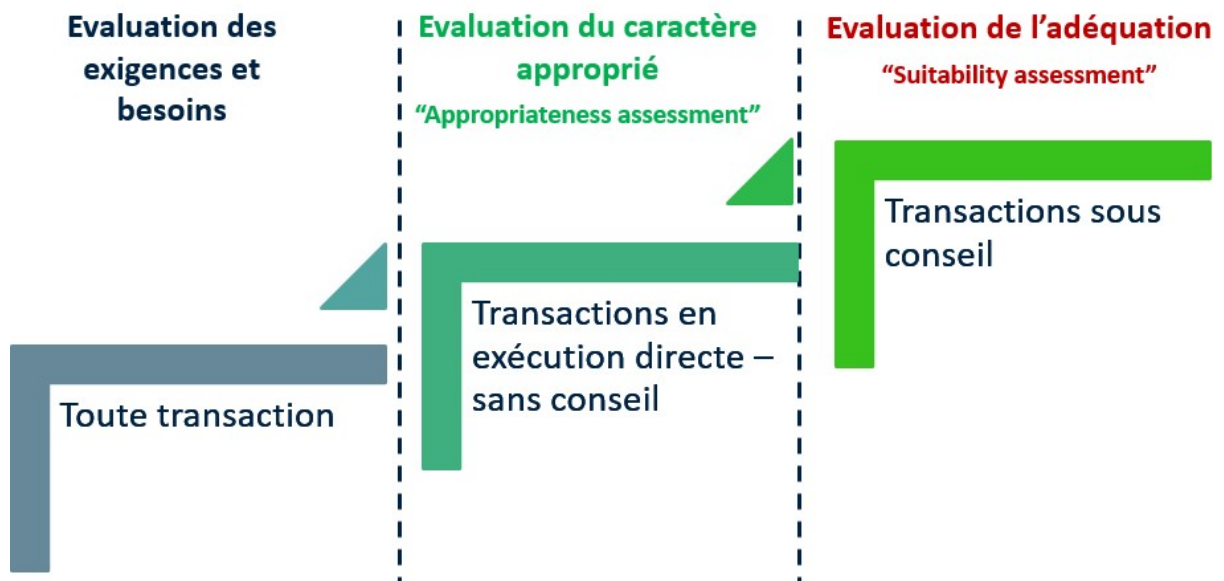 Evaluation des
exigences et
besoins
Toute transaction
Evaluation du caractère
approprié
“Appropriateness assessment”
Transactions en
exécution directe –
sans conseil
Evaluation de l’adéquation
“Suitability assessment”
Transactions sous
conseil